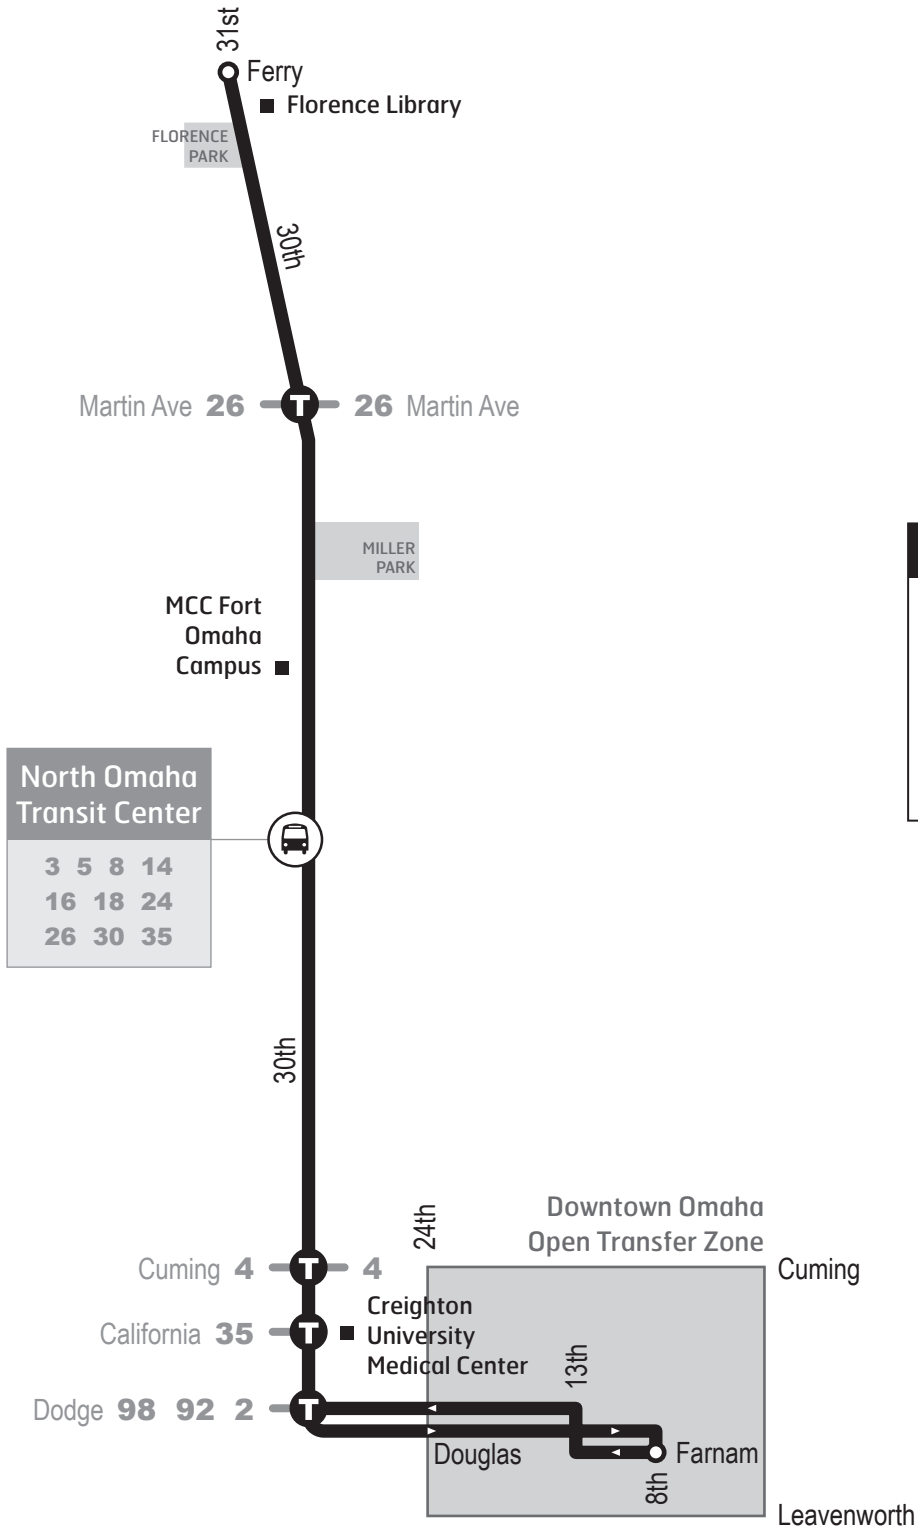 31st
Ferry
Florence Library
FLORENCE
PARK
30th
Martin Ave 26 T 26 Martin Ave
MILLER
PARK
MCC Fort
Omaha
Campus
North Omaha
Transit Center
3 5 8 14
16 18 24
26 30 35
30th
24th
Downtown Omaha
Open Transfer Zone
Cuming 4 T 4
Cuming
California 35 T
Creighton
University
Medical Center
13th
Dodge 98 92 2 T
Douglas
Farnam
8th
Leavenworth